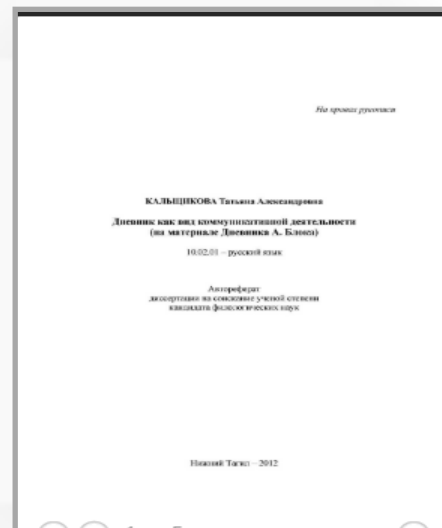 На правах рукописи
КАЛЬЩИКОВА Татьяна Александровна
Дневник как вид коммуникативной деятельности
(на материале Дневника А. Блока)
10.02.01 – русский язык
Автореферат
диссертации на соискание ученой степени
кандидата филологических наук
Нижний Тагил – 2012